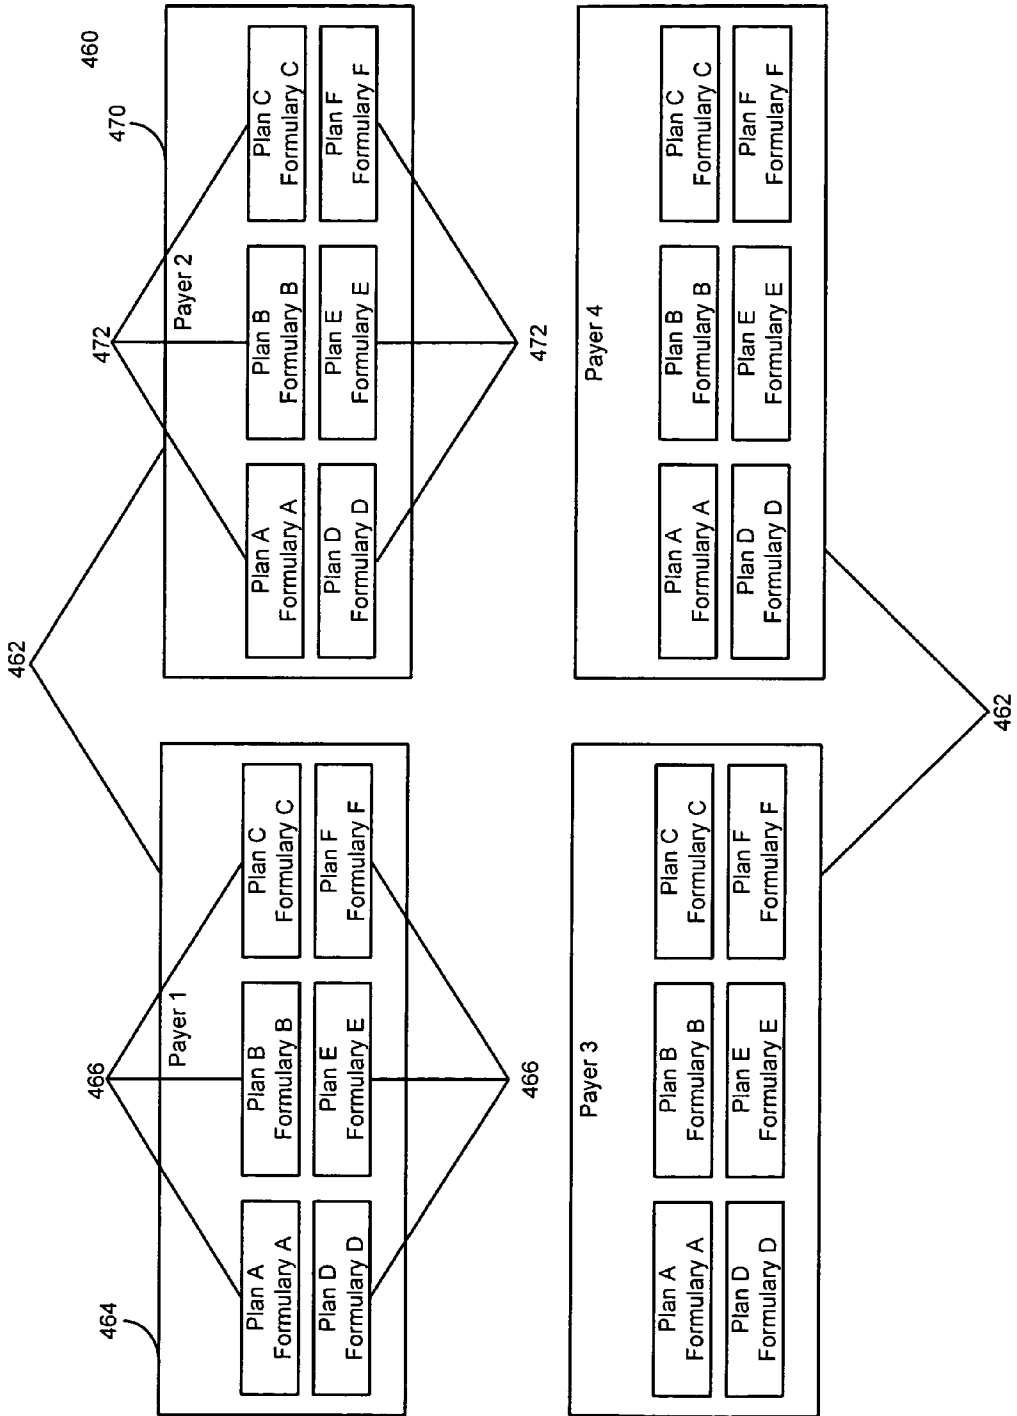 462
460
464
466
472
470
Payer 1
Plan A
Formulary A
Plan B
Formulary B
Plan C
Formulary C
Plan D
Formulary D
Plan E
Formulary E
Plan F
Formulary F
466
Payer 2
Plan A
Formulary A
Plan B
Formulary B
Plan C
Formulary C
Plan D
Formulary D
Plan E
Formulary E
Plan F
Formulary F
472
Payer 3
Plan A
Formulary A
Plan B
Formulary B
Plan C
Formulary C
Plan D
Formulary D
Plan E
Formulary E
Plan F
Formulary F
Payer 4
Plan A
Formulary A
Plan B
Formulary B
Plan C
Formulary C
Plan D
Formulary D
Plan E
Formulary E
Plan F
Formulary F
462